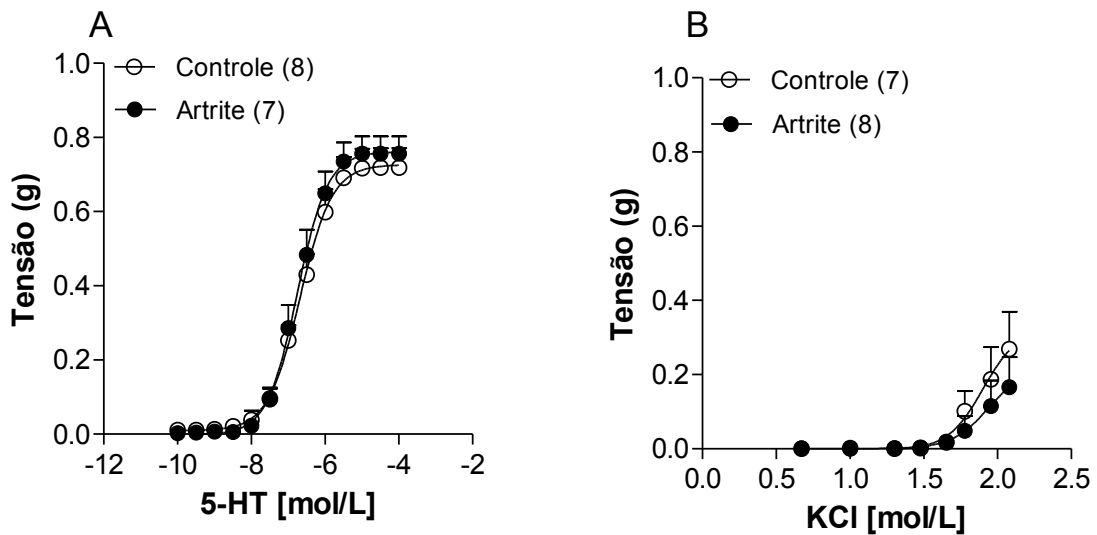 A
Controle (8)
Artrite (7)
Tensão (g)
1.0
0.8
0.6
0.4
0.2
0.0
-12 -10 -8 -6 -4 -2
5-HT [mol/L]
B
Controle (7)
Artrite (8)
Tensão (g)
1.0
0.8
0.6
0.4
0.2
0.0
0.0 0.5 1.0 1.5 2.0 2.5
KCl [mol/L]